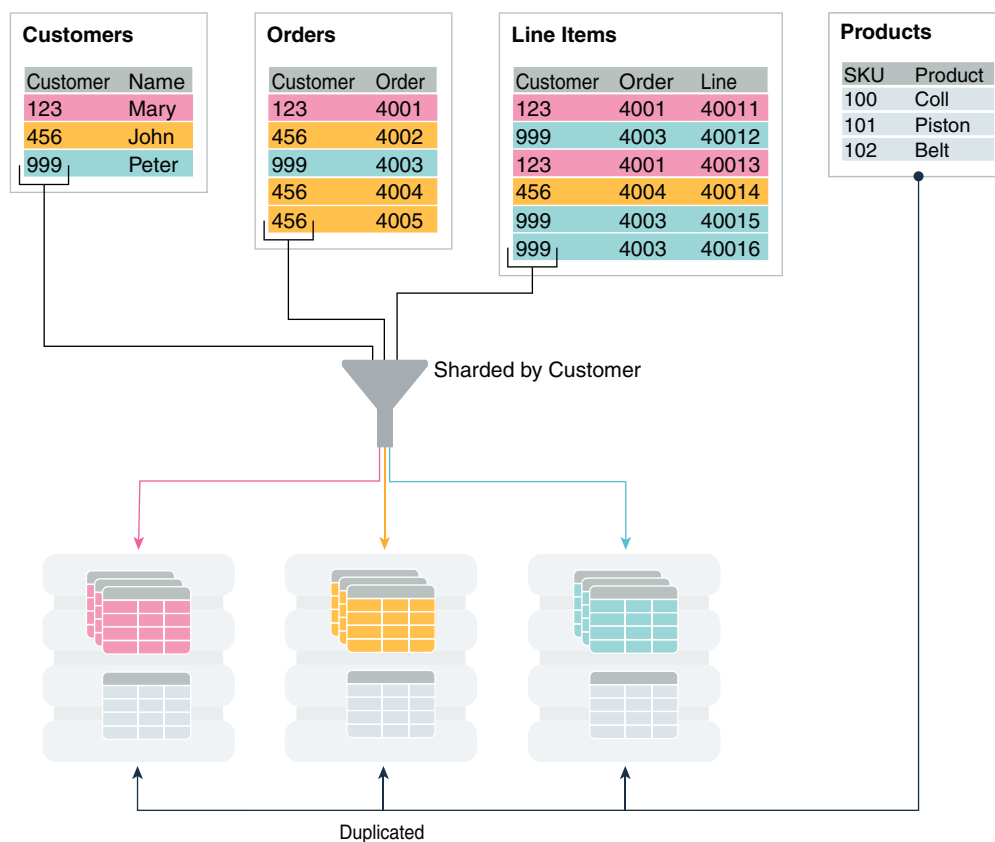 Customers
Customer Name
123 Mary
456 John
999 Peter
Orders
Customer Order
123 4001
456 4002
999 4003
456 4004
456 4005
Line Items
Customer Order Line
123 4001 40011
999 4003 40012
123 4001 40013
456 4004 40014
999 4003 40015
999 4003 40016
Products
SKU Product
100 Coll
101 Piston
102 Belt
Sharded by Customer
Duplicated